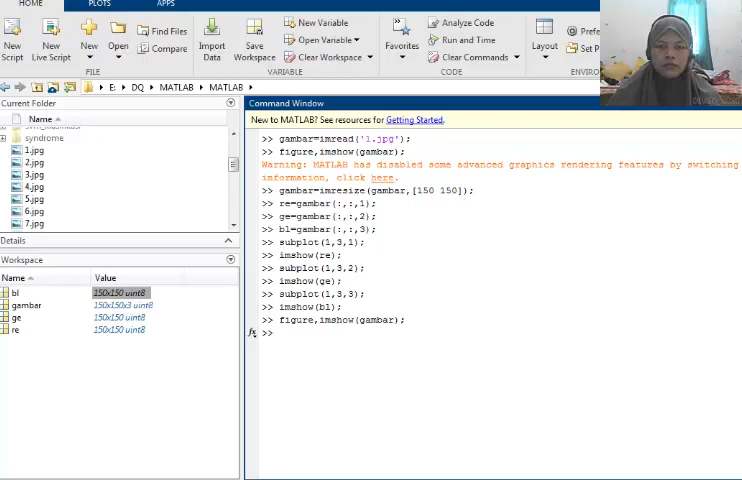 HOME PLOTS APPS
New Script
New Live Script
New
Open
Find Files
Compare
FILE
Import Data
Save Workspace
New Variable
Open Variable
Clear Workspace
VARIABLE
Favorites
Analyze Code
Run and Time
Clear Commands
CODE
Layout
Prefe
Set P
ENVIRO
E: DQ MATLAB MATLAB
Current Folder
Name
syndrome
1.jpg
2.jpg
3.jpg
4.jpg
5.jpg
6.jpg
7.jpg
Details
Workspace
Name Value
bl 150x150 uint8
gambar 150x150x3 uint8
ge 150x150 uint8
re 150x150 uint8
Command Window
New to MATLAB? See resources for Getting Started.
>> gambar=imread('1.jpg');
>> figure,imshow(gambar);
Warning: MATLAB has disabled some advanced graphics rendering features by switching
information, click here.
>> gambar=imresize(gambar,[150 150]);
>> re=gambar(:,:,1);
>> ge=gambar(:,:,2);
>> bl=gambar(:,:,3);
>> subplot(1,3,1);
>> imshow(re);
>> subplot(1,3,2);
>> imshow(ge);
>> subplot(1,3,3);
>> imshow(bl);
>> figure,imshow(gambar);
fx >>